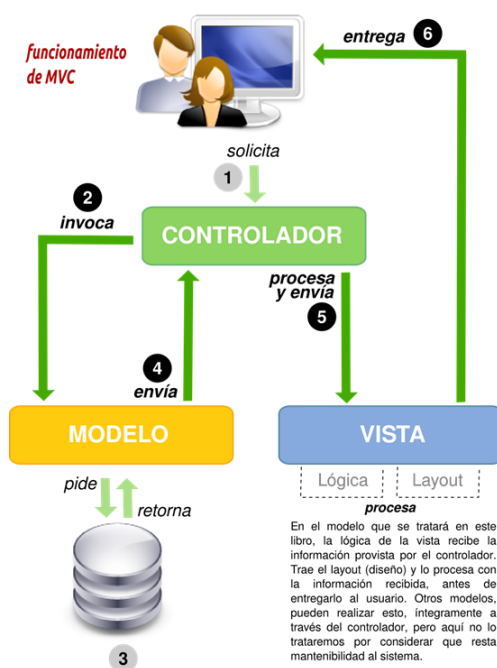 funcionamiento
de MVC
entrega 6
solicita
1
2
invoca
CONTROLADOR
procesa
y envía
5
4
envía
MODELO
VISTA
Lógica
Layout
pide
retorna
3
procesa
En el modelo que se tratará en este
libro, la lógica de la vista recibe la
información provista por el controlador.
Trae el layout (diseño) y lo procesa con
la información recibida, antes de
entregarlo al usuario. Otros modelos,
pueden realizar esto, íntegramente a
través del controlador, pero aquí no lo
trataremos por considerar que resta
mantenibilidad al sistema.